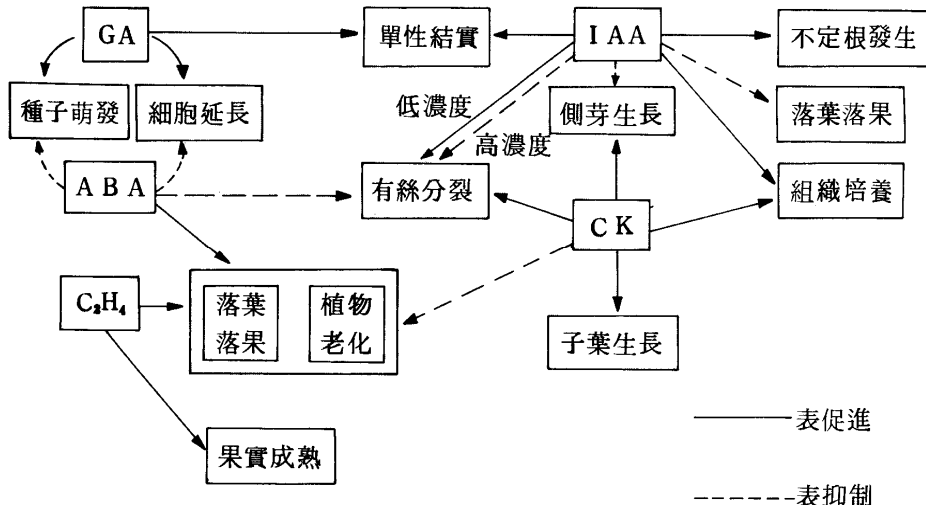 GA
單性結實
IAA
不定根發生
種子萌發
細胞延長
低濃度
側芽生長
落葉落果
高濃度
ABA
有絲分裂
組織培養
CK
C₂H₄
落葉
落果
植物
老化
子葉生長
表促進
果實成熟
表抑制